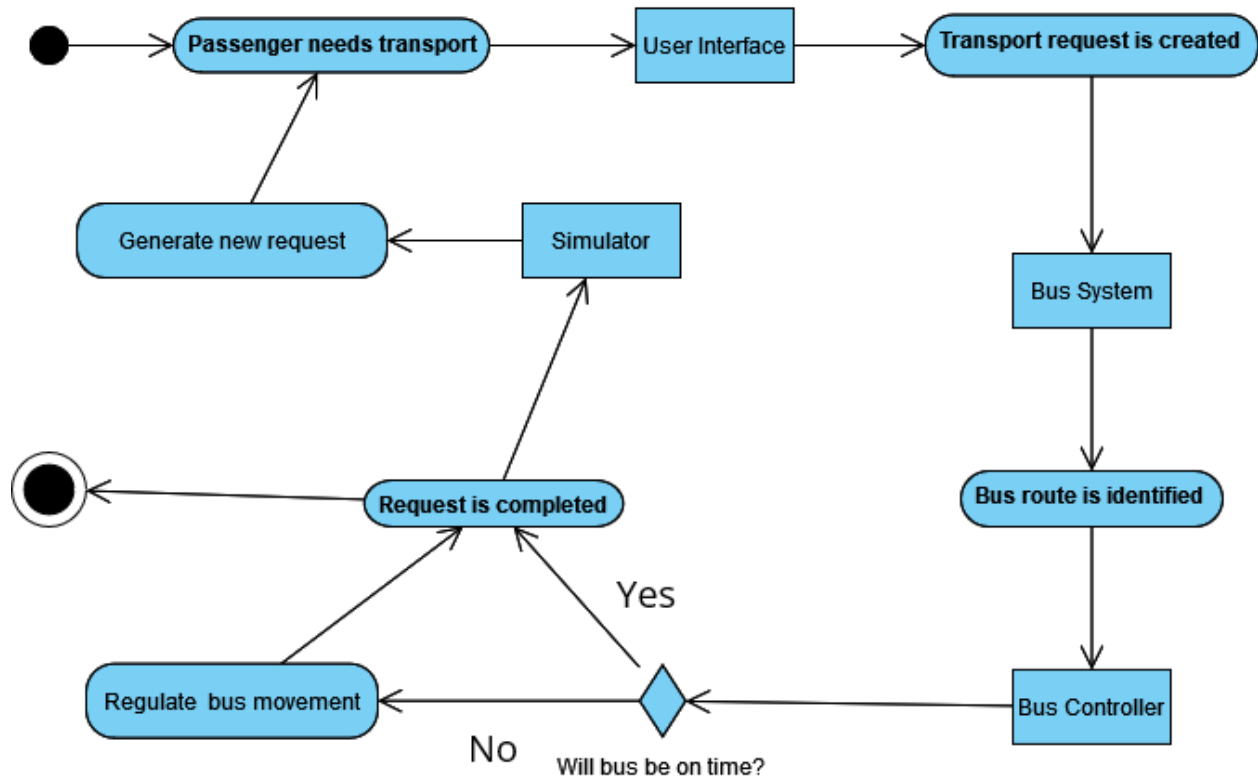 Passenger needs transport
User Interface
Transport request is created
Generate new request
Simulator
Bus System
Request is completed
Bus route is identified
Yes
Regulate bus movement
Bus Controller
No
Will bus be on time?